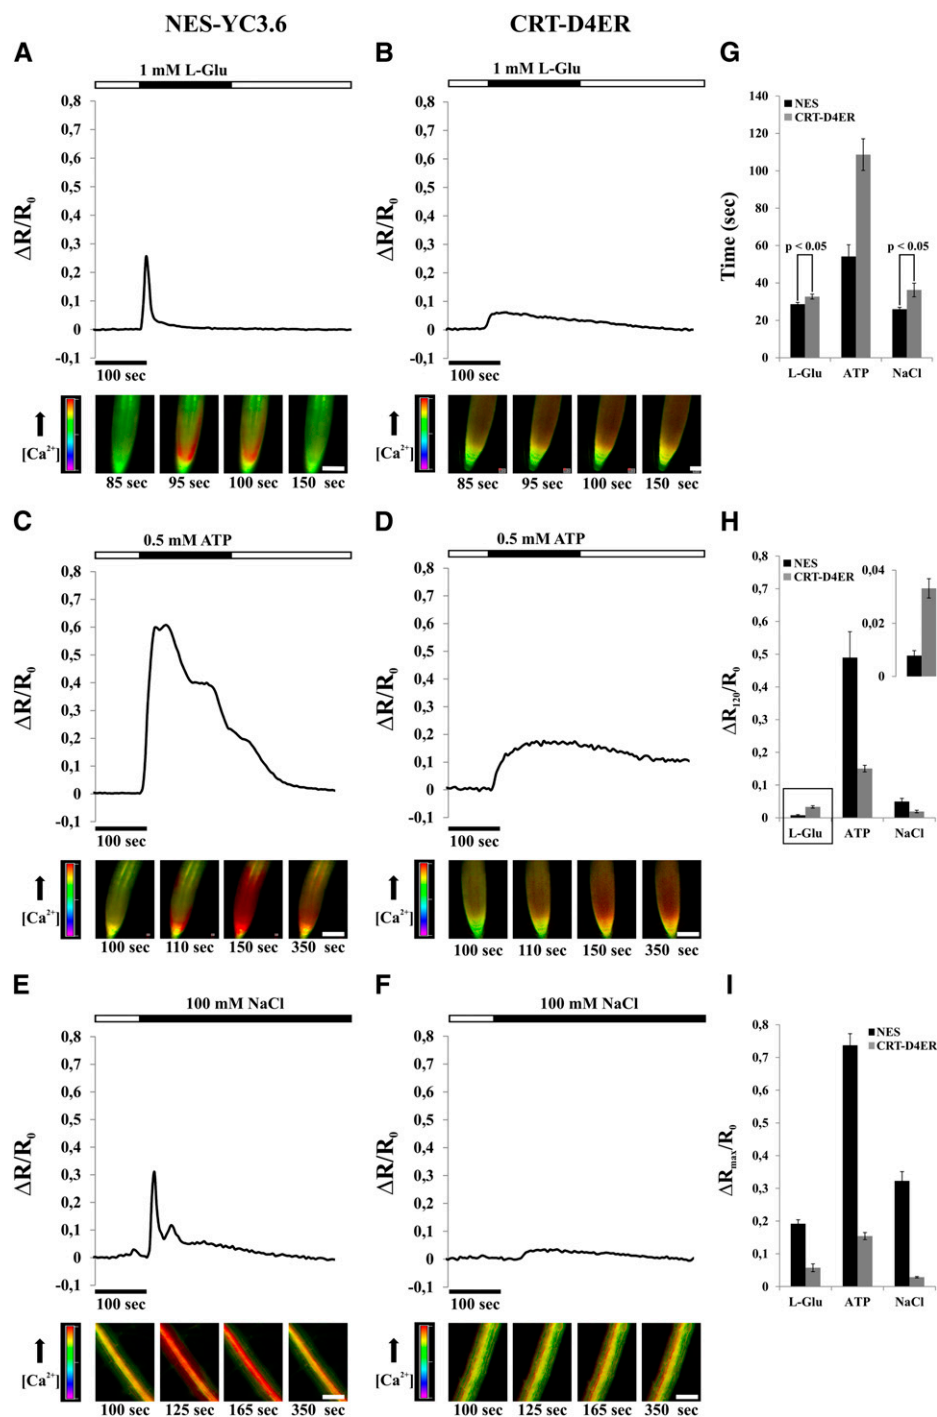 NES-YC3.6
CRT-D4ER
A
1 mM L-Glu
0,8
0,7
0,6
0,5
0,4
0,3
0,2
0,1
0
-0,1
ΔR/R0
100 sec
[Ca2+]
85 sec 95 sec 100 sec 150 sec
B
1 mM L-Glu
0,8
0,7
0,6
0,5
0,4
0,3
0,2
0,1
0
-0,1
ΔR/R0
100 sec
[Ca2+]
85 sec 95 sec 100 sec 150 sec
G
NES
CRT-D4ER
140
120
100
80
60
40
20
0
Time (sec)
p < 0.05
p < 0.05
L-Glu ATP NaCl
C
0.5 mM ATP
0,8
0,7
0,6
0,5
0,4
0,3
0,2
0,1
0
-0,1
ΔR/R0
100 sec
[Ca2+]
100 sec 110 sec 150 sec 350 sec
D
0.5 mM ATP
0,8
0,7
0,6
0,5
0,4
0,3
0,2
0,1
0
-0,1
ΔR/R0
100 sec
[Ca2+]
100 sec 110 sec 150 sec 350 sec
H
NES
CRT-D4ER
0,8
0,7
0,6
0,5
0,4
0,3
0,2
0,1
0
ΔR120/R0
0,04
0,02
0
L-Glu ATP NaCl
E
100 mM NaCl
0,8
0,7
0,6
0,5
0,4
0,3
0,2
0,1
0
-0,1
ΔR/R0
100 sec
[Ca2+]
100 sec 125 sec 165 sec 350 sec
F
100 mM NaCl
0,8
0,7
0,6
0,5
0,4
0,3
0,2
0,1
0
-0,1
ΔR/R0
100 sec
[Ca2+]
100 sec 125 sec 165 sec 350 sec
I
NES
CRT-D4ER
0,8
0,7
0,6
0,5
0,4
0,3
0,2
0,1
0
ΔRmax/R0
L-Glu ATP NaCl